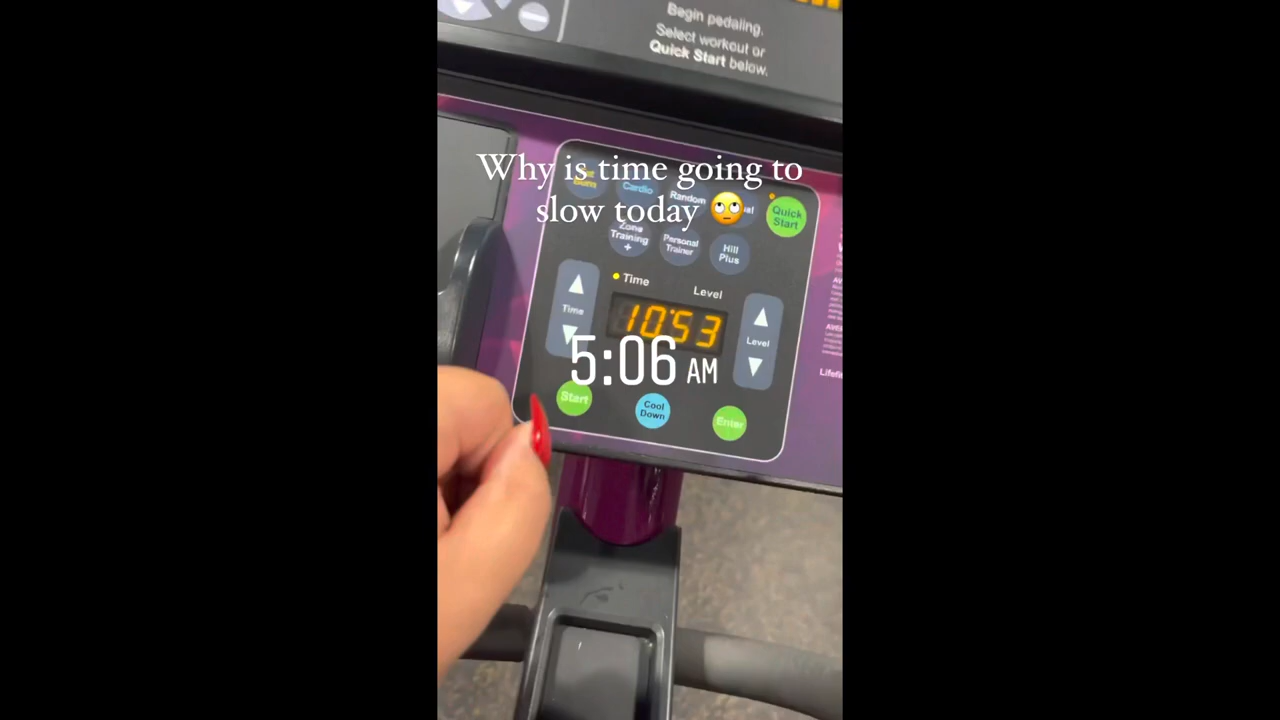 Begin pedaling.
Select workout or
Quick Start below.
Why is time going to
slow today 🙄
Cardio
Random
Quick
Start
Zone
Training
+
Personal
Trainer
Hill
Plus
Time
Level
Time
10:53
Level
5:06 AM
Start
Cool
Down
Enter